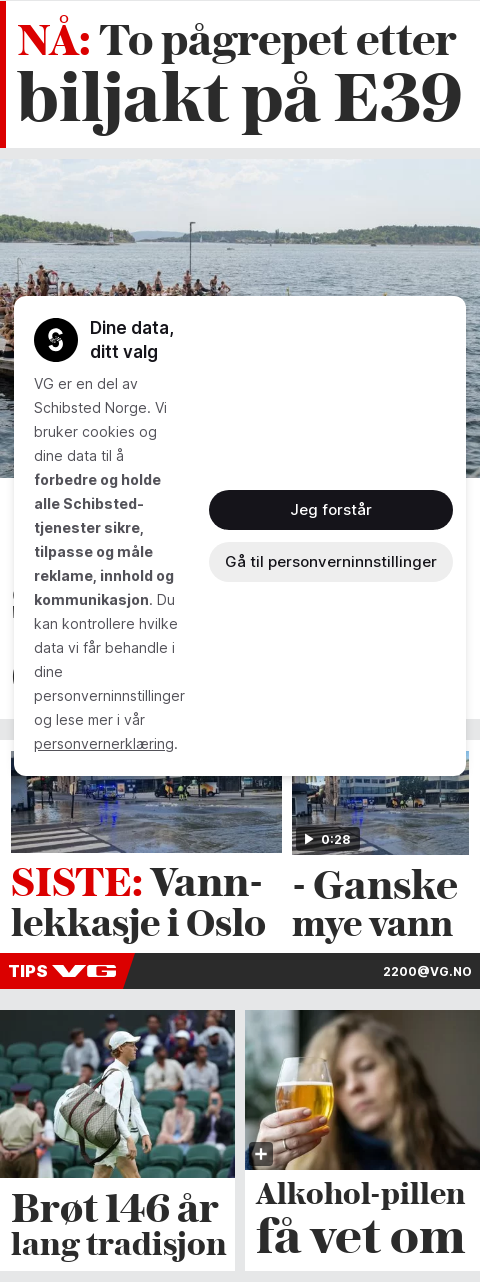 NÅ: To pågrepet etter
biljakt på E39
Dine data,
ditt valg
VG er en del av
Schibsted Norge. Vi
bruker cookies og
dine data til å
forbedre og holde
alle Schibsted-
tjenester sikre,
tilpasse og måle
reklame, innhold og
kommunikasjon. Du
kan kontrollere hvilke
data vi får behandle i
dine
personverninnstillinger
og lese mer i vår
personvernerklæring.
Jeg forstår
Gå til personverninnstillinger
0:28
SISTE: Vann-
lekkasje i Oslo
- Ganske
mye vann
TIPS VG
2200@VG.NO
Brøt 146 år
lang tradisjon
Alkohol-pillen
få vet om